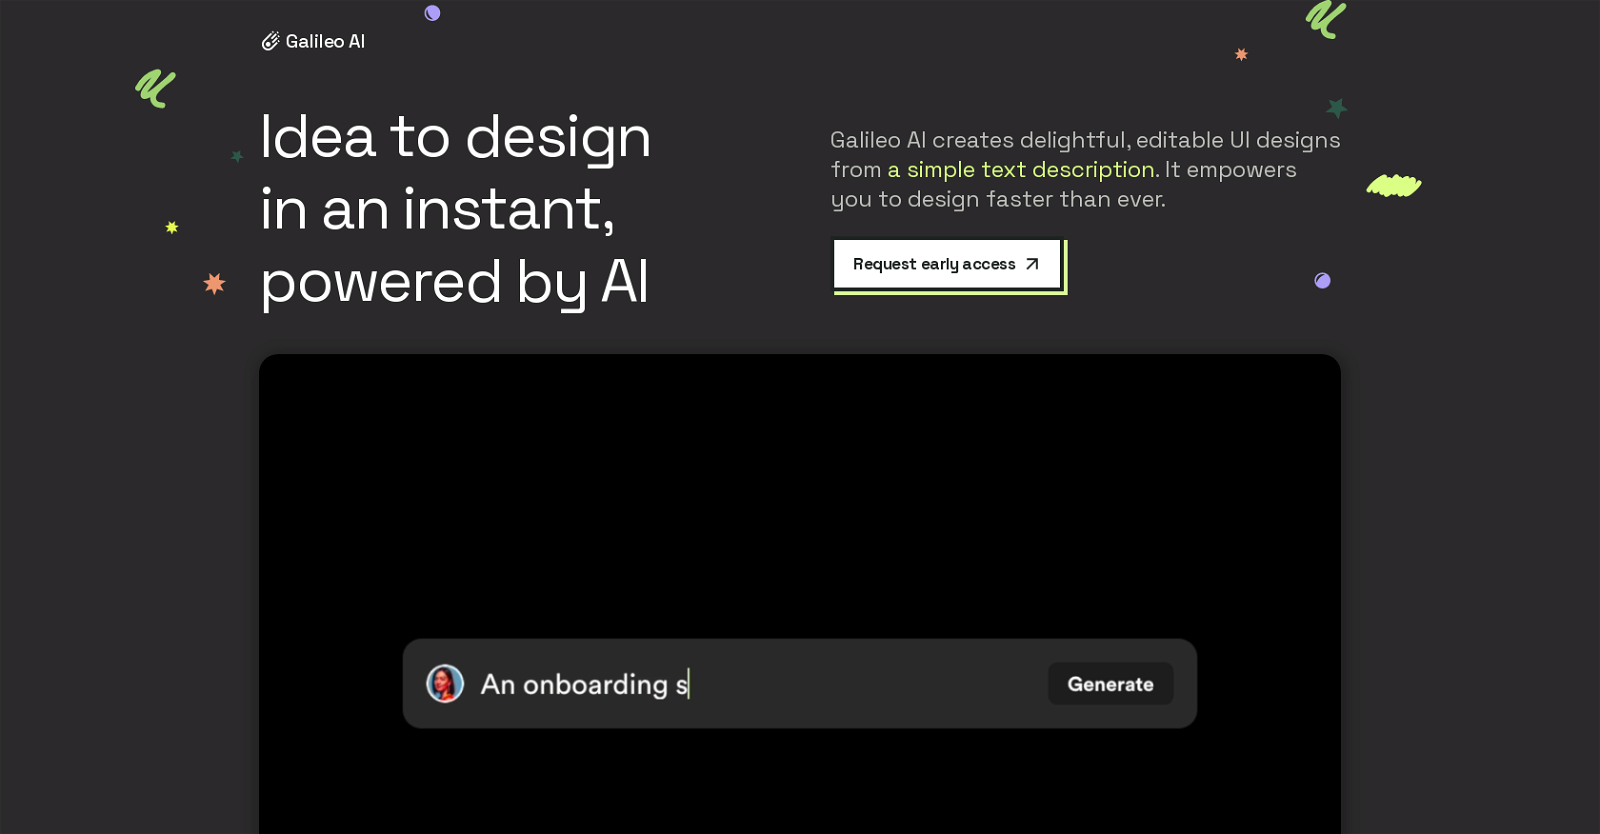 Galileo AI
Idea to design
in an instant,
powered by AI
Galileo AI creates delightful, editable UI designs
from a simple text description. It empowers
you to design faster than ever.
Request early access
An onboarding s
Generate